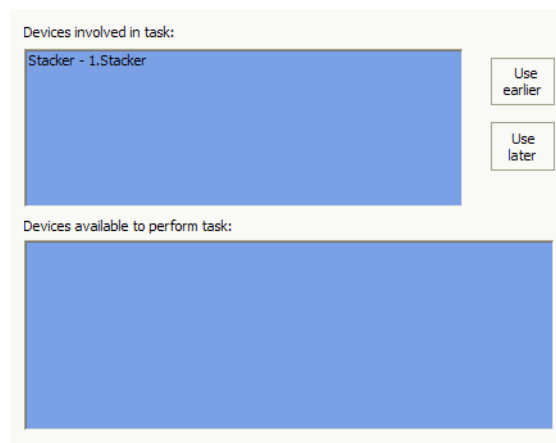 Devices involved in task:
Stacker - 1.Stacker
Use
earlier
Use
later
Devices available to perform task: